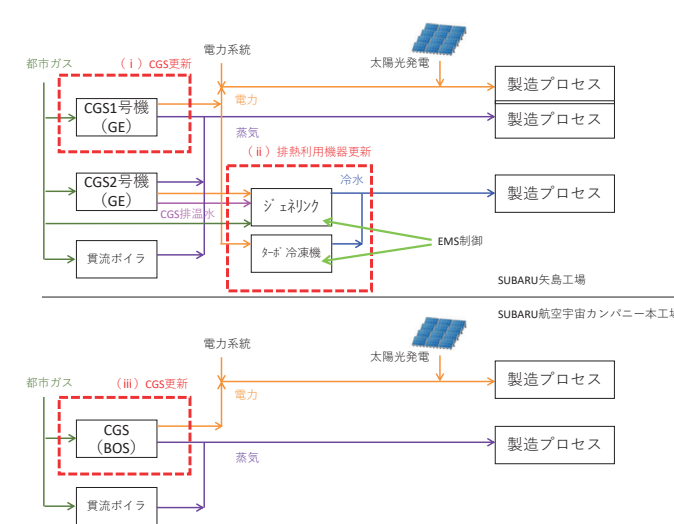 電力系統
太陽光発電
都市ガス
（ⅰ）CGS更新
製造プロセス
電力
CGS1号機
（GE）
製造プロセス
蒸気
（ⅱ）排熱利用機器更新
CGS2号機
（GE）
冷水
製造プロセス
ｼﾞｪﾈﾘﾝｸ
CGS排温水
EMS制御
貫流ボイラ
ﾀｰﾎﾞ冷凍機
SUBARU矢島工場
SUBARU航空宇宙カンパニー本工場
電力系統
太陽光発電
都市ガス
（ⅲ）CGS更新
製造プロセス
電力
CGS
（BOS）
製造プロセス
蒸気
貫流ボイラ